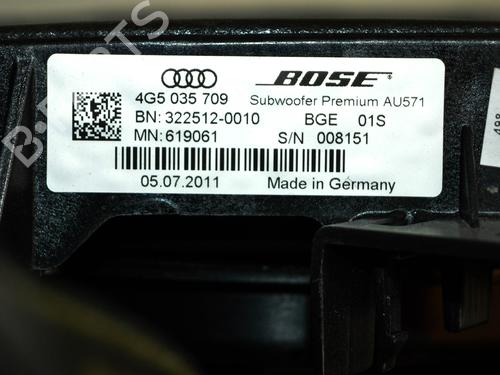 BOSE
4G5 035 709
Subwoofer Premium AU571
BN: 322512-0010 BGE 01S
MN: 619061 S/N 008151
05.07.2011 Made in Germany
488
B-PARTS